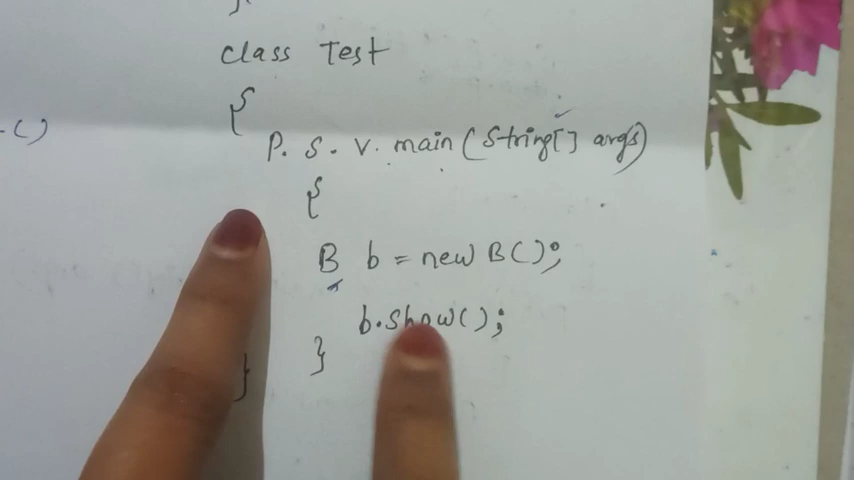 }
class Test
{
.()
P. S. V. main (String[] args)
{
B b = new B();
b.show();
}
}